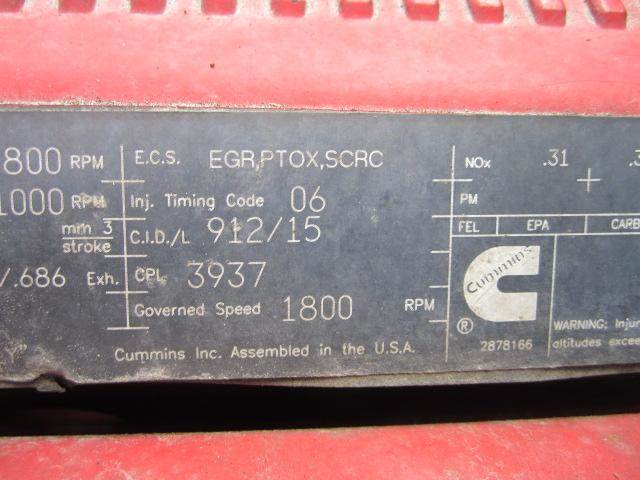 800 RPM
1000 RPM
mm 3
stroke
/.686 Exh.
Y"
E.C.S. EGR,PTOX,SCRC
Inj. Timing Code 06
C.I.D./L 912/15
CPL 3937
Governed Speed 1800 RPM
Cummins Inc. Assembled in the U.S.A.
NOx .31 .3
PM
FEL EPA CARB
Cummins
®
2878166
WARNING: Injur
altitudes excee